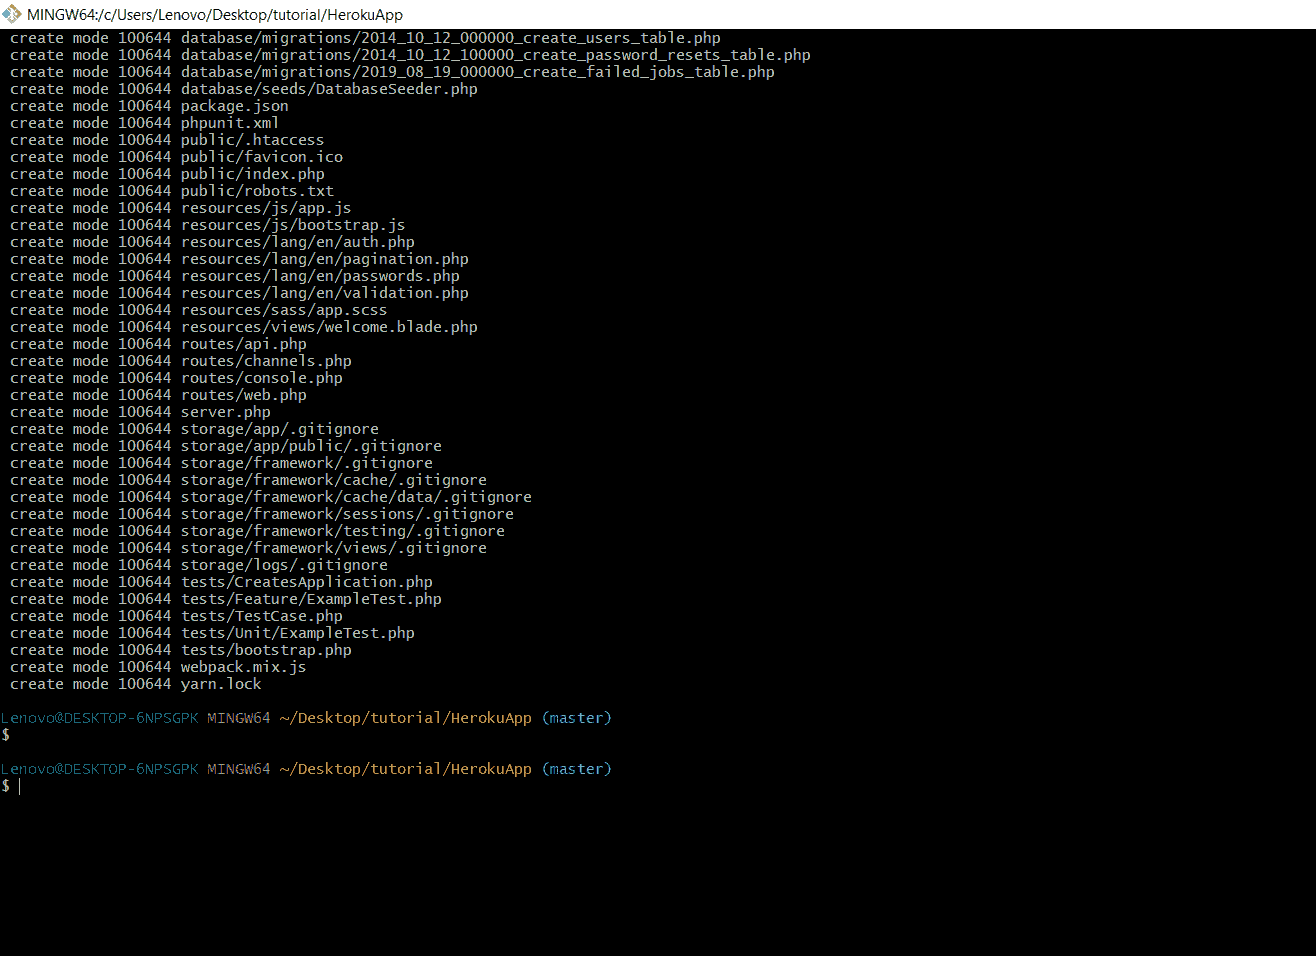 MINGW64:/c/Users/Lenovo/Desktop/tutorial/HerokuApp
create mode 100644 database/migrations/2014_10_12_000000_create_users_table.php
create mode 100644 database/migrations/2014_10_12_100000_create_password_resets_table.php
create mode 100644 database/migrations/2019_08_19_000000_create_failed_jobs_table.php
create mode 100644 database/seeds/DatabaseSeeder.php
create mode 100644 package.json
create mode 100644 phpunit.xml
create mode 100644 public/.htaccess
create mode 100644 public/favicon.ico
create mode 100644 public/index.php
create mode 100644 public/robots.txt
create mode 100644 resources/js/app.js
create mode 100644 resources/js/bootstrap.js
create mode 100644 resources/lang/en/auth.php
create mode 100644 resources/lang/en/pagination.php
create mode 100644 resources/lang/en/passwords.php
create mode 100644 resources/lang/en/validation.php
create mode 100644 resources/sass/app.scss
create mode 100644 resources/views/welcome.blade.php
create mode 100644 routes/api.php
create mode 100644 routes/channels.php
create mode 100644 routes/console.php
create mode 100644 routes/web.php
create mode 100644 server.php
create mode 100644 storage/app/.gitignore
create mode 100644 storage/app/public/.gitignore
create mode 100644 storage/framework/.gitignore
create mode 100644 storage/framework/cache/.gitignore
create mode 100644 storage/framework/cache/data/.gitignore
create mode 100644 storage/framework/sessions/.gitignore
create mode 100644 storage/framework/testing/.gitignore
create mode 100644 storage/framework/views/.gitignore
create mode 100644 storage/logs/.gitignore
create mode 100644 tests/CreatesApplication.php
create mode 100644 tests/Feature/ExampleTest.php
create mode 100644 tests/TestCase.php
create mode 100644 tests/Unit/ExampleTest.php
create mode 100644 tests/bootstrap.php
create mode 100644 webpack.mix.js
create mode 100644 yarn.lock
Lenovo@DESKTOP-6NPSGPK MINGW64 ~/Desktop/tutorial/HerokuApp (master)
$
Lenovo@DESKTOP-6NPSGPK MINGW64 ~/Desktop/tutorial/HerokuApp (master)
$